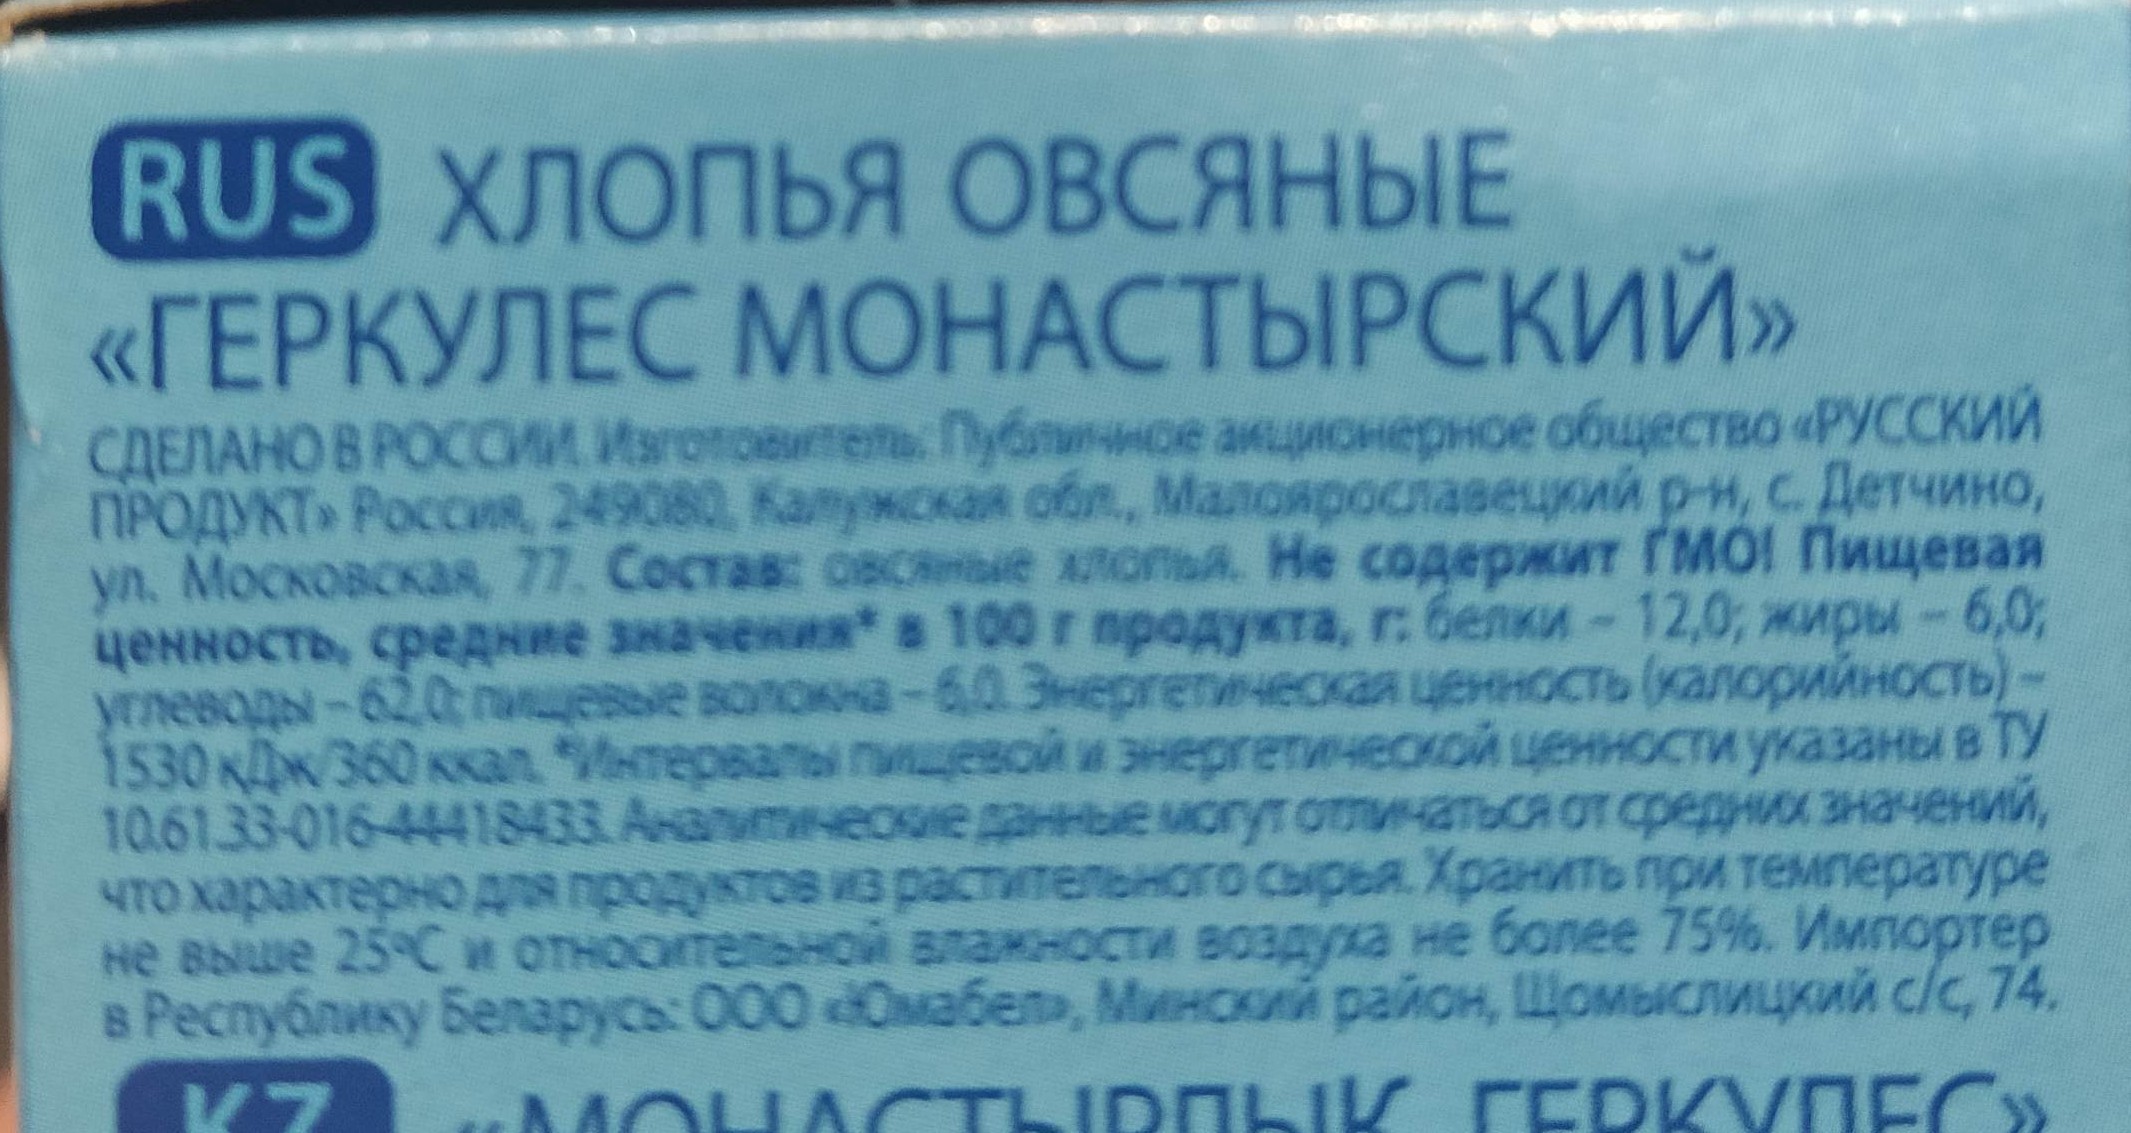 RUS ХЛОПЬЯ ОВСЯНЫЕ
«ГЕРКУЛЕС МОНАСТЫРСКИЙ»
СДЕЛАНО В РОССИИ. Изготовитель: Публичное акционерное общество «РУССКИЙ
ПРОДУКТ» Россия, 249080, Калужская обл., Малоярославецкий р-н, с. Детчино,
ул. Московская, 77. Состав: овсяные хлопья. Не содержит ГМО! Пищевая
ценность, средние значения* в 100 г продукта, г: белки – 12,0; жиры – 6,0;
углеводы – 62,0; пищевые волокна – 6,0. Энергетическая ценность (калорийность) –
1530 кДж/360 ккал. *Интервалы пищевой и энергетической ценности указаны в ТУ
10.61.33-016-44418433. Аналитические данные могут отличаться от средних значений,
что характерно для продуктов из растительного сырья. Хранить при температуре
не выше 25°С и относительной влажности воздуха не более 75%. Импортер
в Республику Беларусь: ООО «Юмабел», Минский район, Щомыслицкий с/с, 74.
KZ «МОНАСТЫРЛЫК ГЕРКУЛЕС»